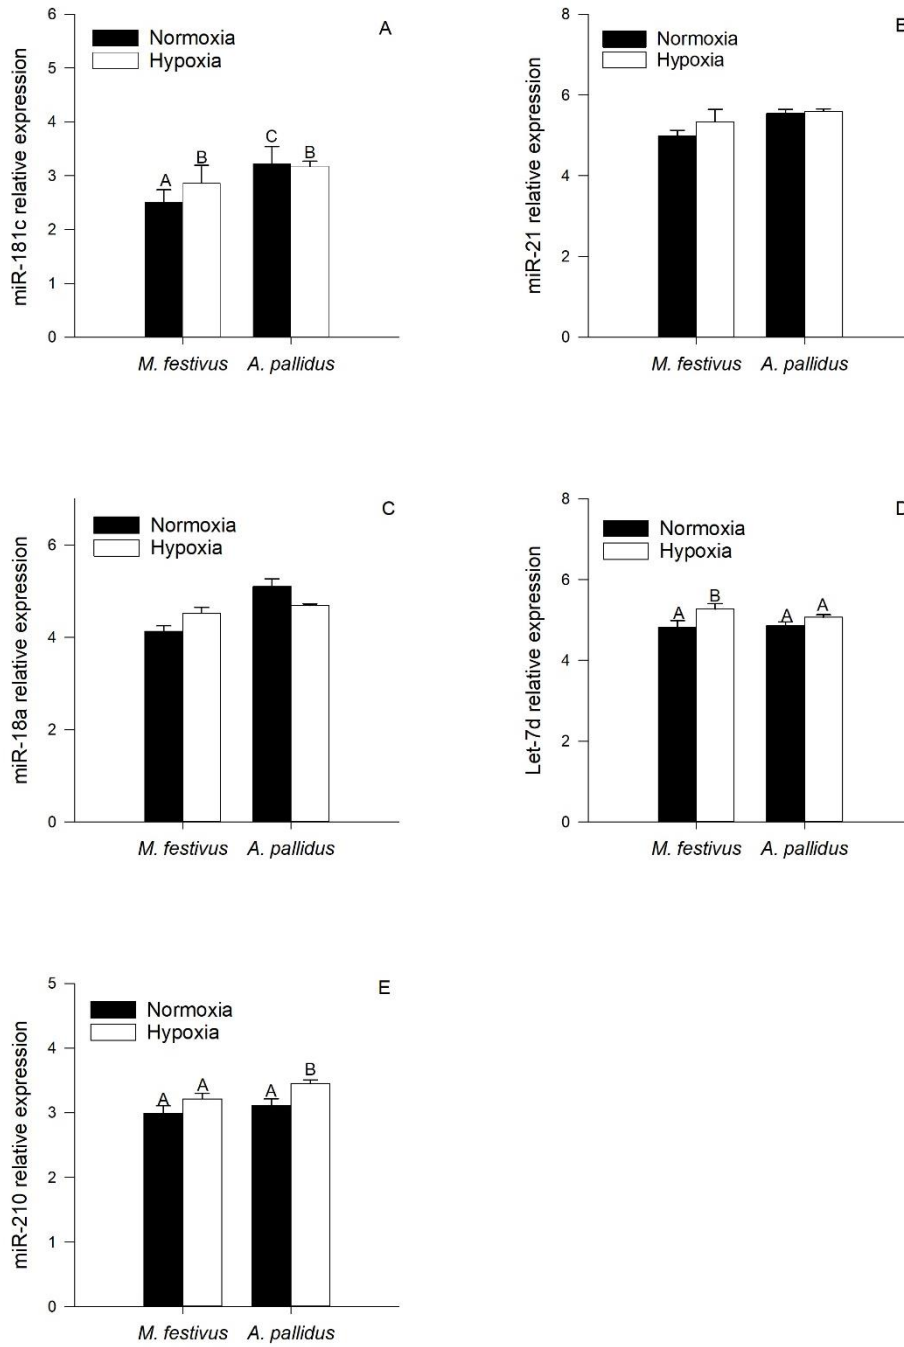 A
Normoxia
Hypoxia
miR-181c relative expression
6
5
4
3
2
1
0
A
B
C
B
M. festivus A. pallidus
Normoxia
Hypoxia
miR-21 relative expression
8
6
4
2
0
M. festivus A. pallidus
C
Normoxia
Hypoxia
miR-18a relative expression
6
4
2
0
M. festivus A. pallidus
D
Normoxia
Hypoxia
Let-7d relative expression
8
6
4
2
0
A
B
A
A
M. festivus A. pallidus
E
Normoxia
Hypoxia
miR-210 relative expression
5
4
3
2
1
0
A
A
A
B
M. festivus A. pallidus